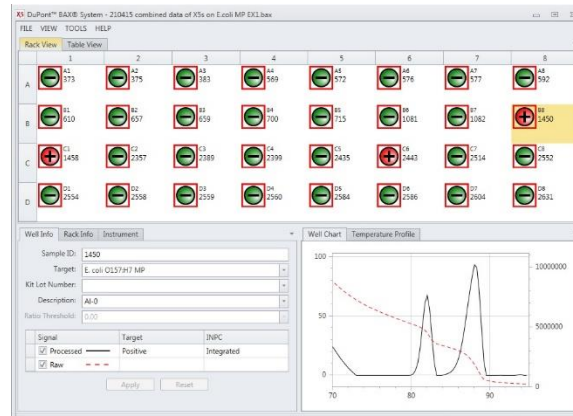 DuPont™ BAX® System - 210415 combined data of X5s on E.coli MP EX1.bax
FILE VIEW TOOLS HELP
Rack View Table View
1 2 3 4 5 6 7 8
A
A1 A2 A3 A4 A5 A6 A7 A8
373 375 383 569 572 576 577 592
B
B1 B2 B3 B4 B5 B6 B7 B8
610 657 659 700 715 1081 1082 1450
C
C1 C2 C3 C4 C5 C6 C7 C8
1458 2357 2389 2399 2435 2443 2514 2552
D
D1 D2 D3 D4 D5 D6 D7 D8
2554 2558 2559 2560 2584 2586 2604 2631
Well Info Rack Info Instrument
Sample ID: 1450
Target: E. coli O157:H7 MP
Kit Lot Number:
Description: AI-0
Ratio Threshold: 0.00
Signal Target INPC
Processed Positive Integrated
Raw
Apply Reset
Well Chart Temperature Profile
100 10000000
50 5000000
0 0
70 80 90